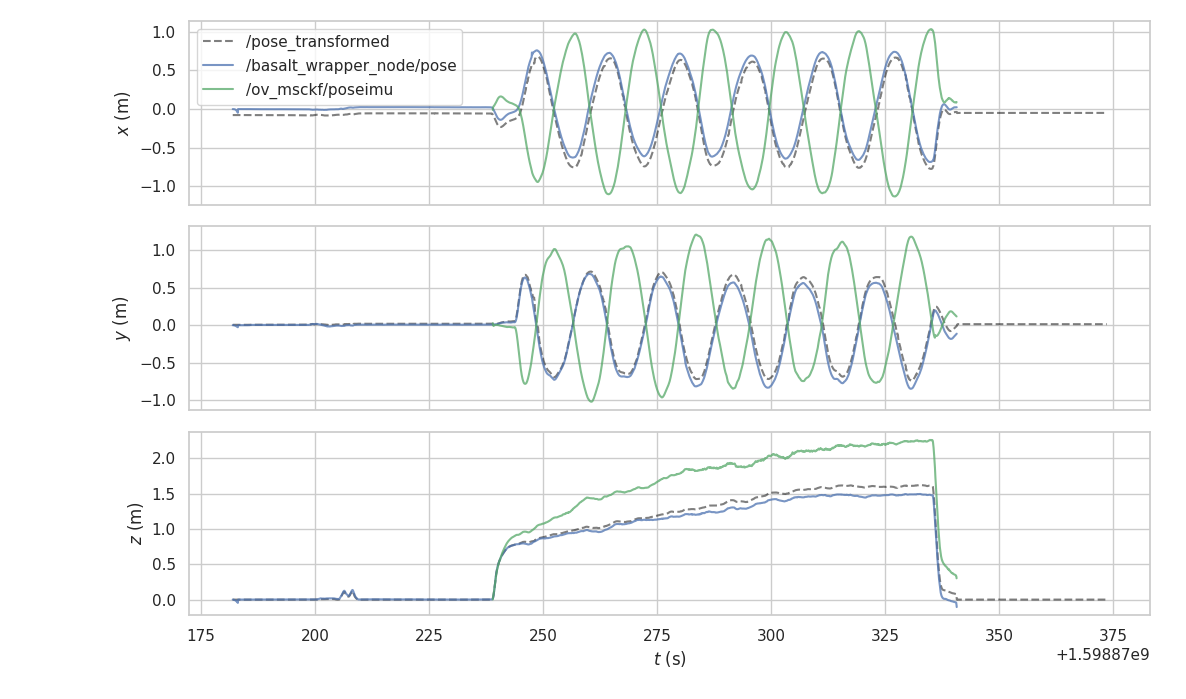 1.0
/pose_transformed
/basalt_wrapper_node/pose
/ov_msckf/poseimu
0.5
0.0
−0.5
−1.0
x (m)
1.0
0.5
0.0
−0.5
−1.0
y (m)
2.0
1.5
1.0
0.5
0.0
z (m)
175 200 225 250 275 300 325 350 375
t (s)
+1.59887e9